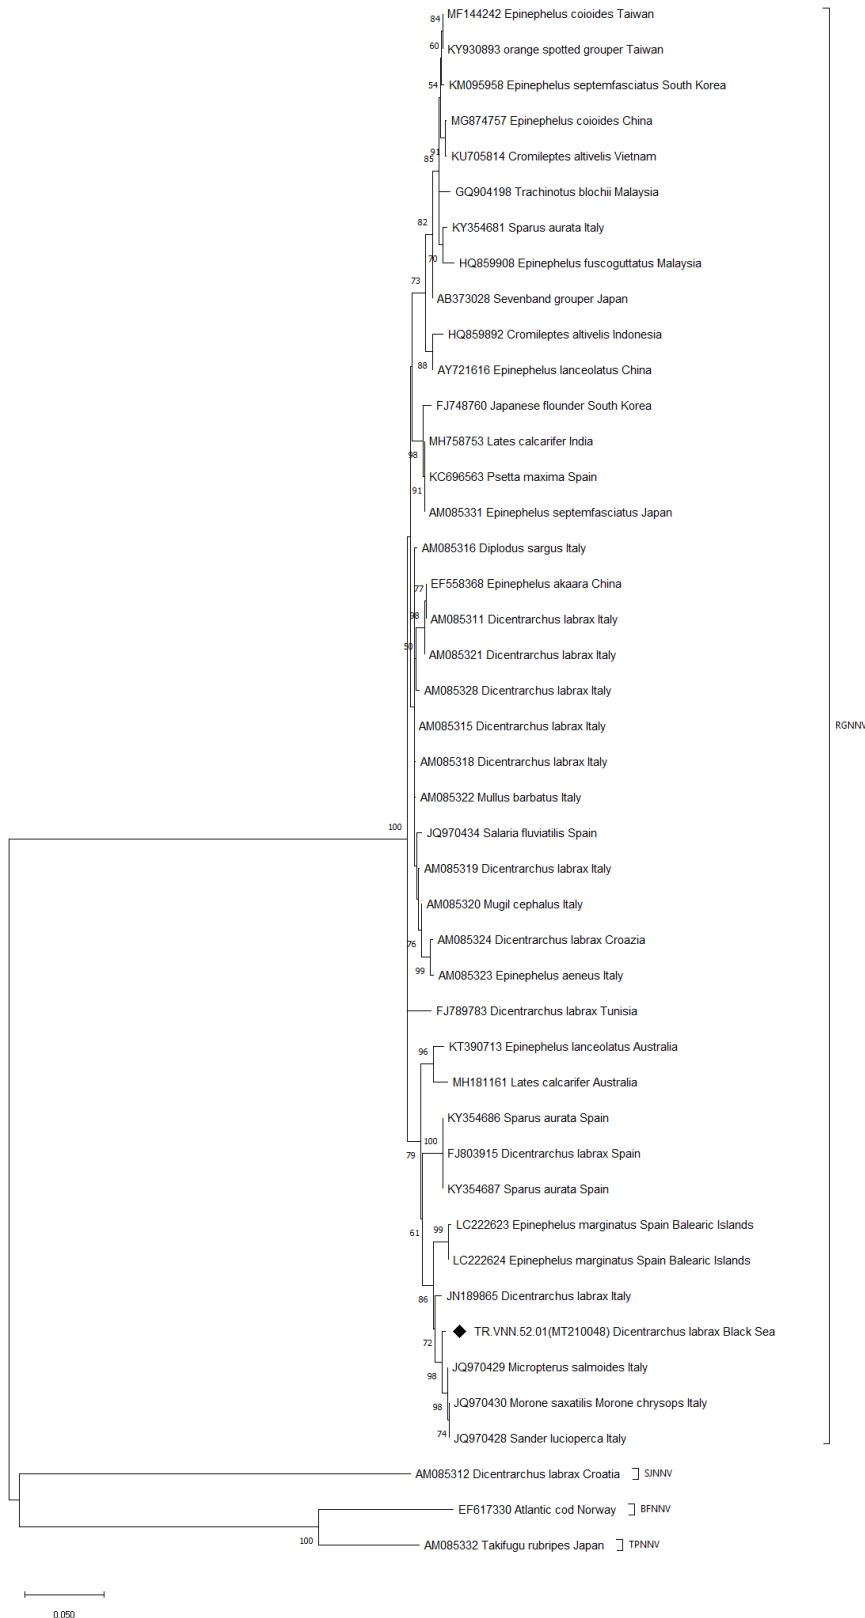 84
MF144242 Epinephelus coioides Taiwan
60
KY930893 orange spotted grouper Taiwan
54
KM095958 Epinephelus septemfasciatus South Korea
MG874757 Epinephelus coioides China
91
85
KU705814 Cromileptes altivelis Vietnam
GQ904198 Trachinotus blochii Malaysia
82
KY354681 Sparus aurata Italy
70
HQ859908 Epinephelus fuscoguttatus Malaysia
73
AB373028 Sevenband grouper Japan
HQ859892 Cromileptes altivelis Indonesia
88
AY721616 Epinephelus lanceolatus China
FJ748760 Japanese flounder South Korea
MH758753 Lates calcarifer India
98
KC696563 Psetta maxima Spain
91
AM085331 Epinephelus septemfasciatus Japan
AM085316 Diplodus sargus Italy
77
EF558368 Epinephelus akaara China
98
AM085311 Dicentrarchus labrax Italy
50
AM085321 Dicentrarchus labrax Italy
AM085328 Dicentrarchus labrax Italy
AM085315 Dicentrarchus labrax Italy
RGNNV
AM085318 Dicentrarchus labrax Italy
AM085322 Mullus barbatus Italy
100
JQ970434 Salaria fluviatilis Spain
AM085319 Dicentrarchus labrax Italy
AM085320 Mugil cephalus Italy
76
AM085324 Dicentrarchus labrax Croazia
99
AM085323 Epinephelus aeneus Italy
FJ789783 Dicentrarchus labrax Tunisia
96
KT390713 Epinephelus lanceolatus Australia
MH181161 Lates calcarifer Australia
KY354686 Sparus aurata Spain
100
79
FJ803915 Dicentrarchus labrax Spain
KY354687 Sparus aurata Spain
99
LC222623 Epinephelus marginatus Spain Balearic Islands
61
LC222624 Epinephelus marginatus Spain Balearic Islands
86
JN189865 Dicentrarchus labrax Italy
72
TR.VNN.52.01(MT210048) Dicentrarchus labrax Black Sea
98
JQ970429 Micropterus salmoides Italy
98
JQ970430 Morone saxatilis Morone chrysops Italy
74
JQ970428 Sander lucioperca Italy
AM085312 Dicentrarchus labrax Croatia SJNNV
EF617330 Atlantic cod Norway BFNNV
100
AM085332 Takifugu rubripes Japan TPNNV
0.050